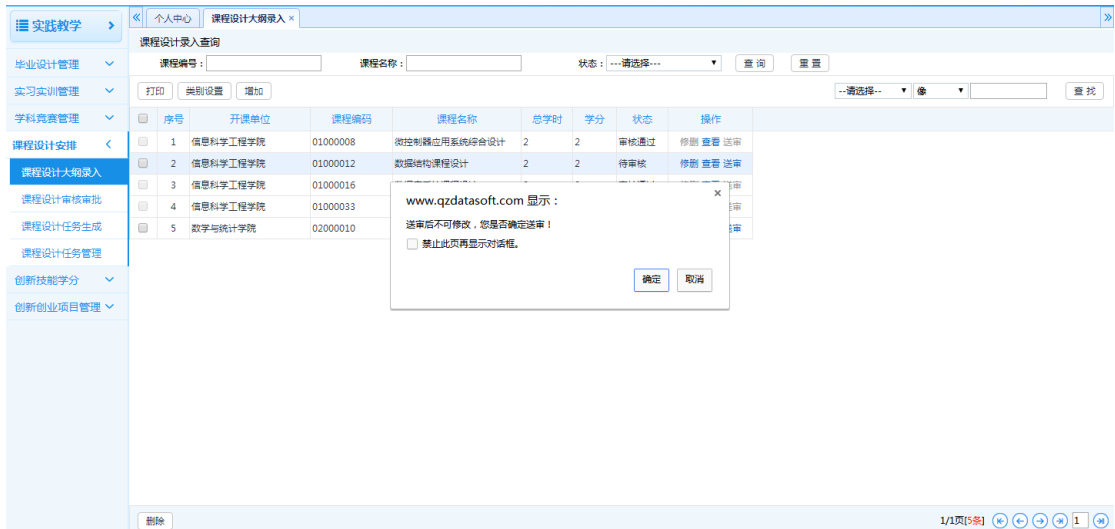 实践教学
个人中心 课程设计大纲录入 ×
课程设计录入查询
毕业设计管理
课程编号： 课程名称： 状态： ---请选择--- 查 询 重 置
实习实训管理
打印 类别设置 增加 --请选择-- 像 查 找
学科竞赛管理
序号 开课单位 课程编码 课程名称 总学时 学分 状态 操作
课程设计安排
1 信息科学工程学院 01000008 微控制器应用系统综合设计 2 2 审核通过 修删 查看 送审
课程设计大纲录入
2 信息科学工程学院 01000012 数据结构课程设计 2 2 待审核 修删 查看 送审
3 信息科学工程学院 01000016
课程设计审核审批
4 信息科学工程学院 01000033
课程设计任务生成
5 数学与统计学院 02000010
课程设计任务管理
www.qzdatasoft.com 显示：
送审后不可修改，您是否确定送审！
禁止此页再显示对话框。
确定 取消
创新技能学分
创新创业项目管理
删除 1/1页[5条] 1